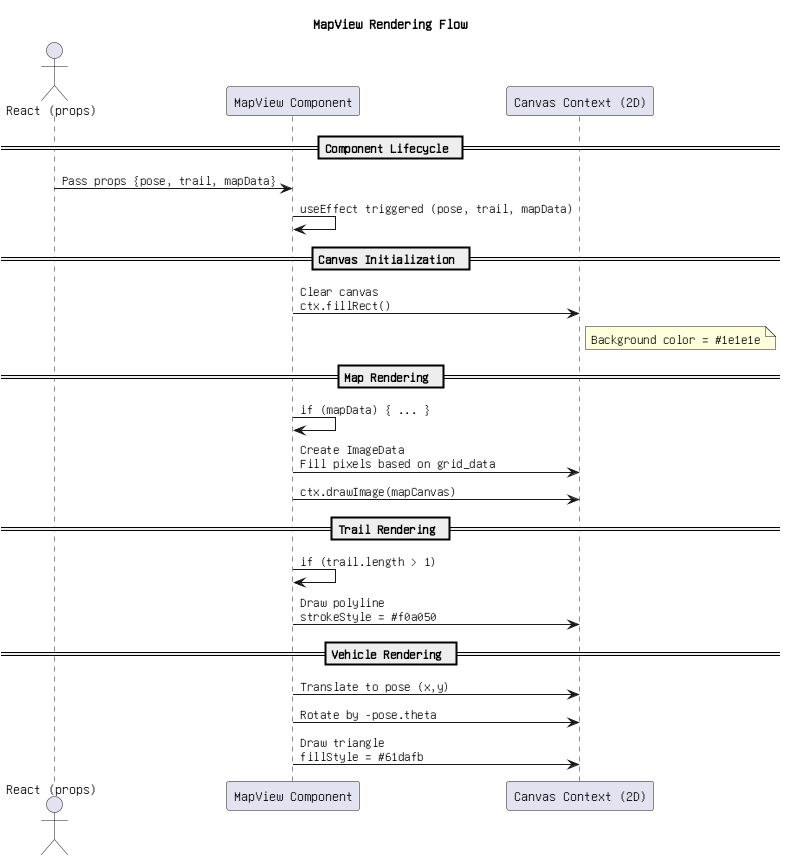 MapView Rendering Flow
React (props)
MapView Component
Canvas Context (2D)
Component Lifecycle
Pass props {pose, trail, mapData}
useEffect triggered (pose, trail, mapData)
Canvas Initialization
Clear canvas
ctx.fillRect()
Background color = #1e1e1e
Map Rendering
if (mapData) { ... }
Create ImageData
Fill pixels based on grid_data
ctx.drawImage(mapCanvas)
Trail Rendering
if (trail.length > 1)
Draw polyline
strokeStyle = #f0a050
Vehicle Rendering
Translate to pose (x,y)
Rotate by -pose.theta
Draw triangle
fillStyle = #61dafb
React (props)
MapView Component
Canvas Context (2D)